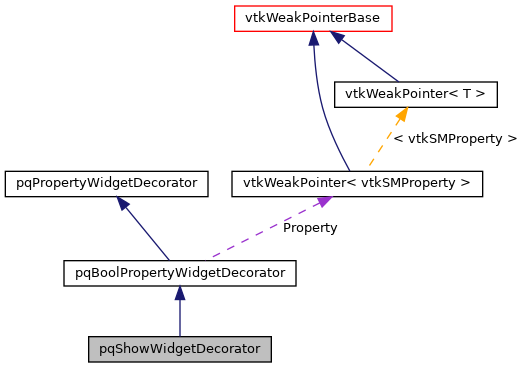 vtkWeakPointerBase
vtkWeakPointer< T >
< vtkSMProperty >
pqPropertyWidgetDecorator
vtkWeakPointer< vtkSMProperty >
Property
pqBoolPropertyWidgetDecorator
pqShowWidgetDecorator